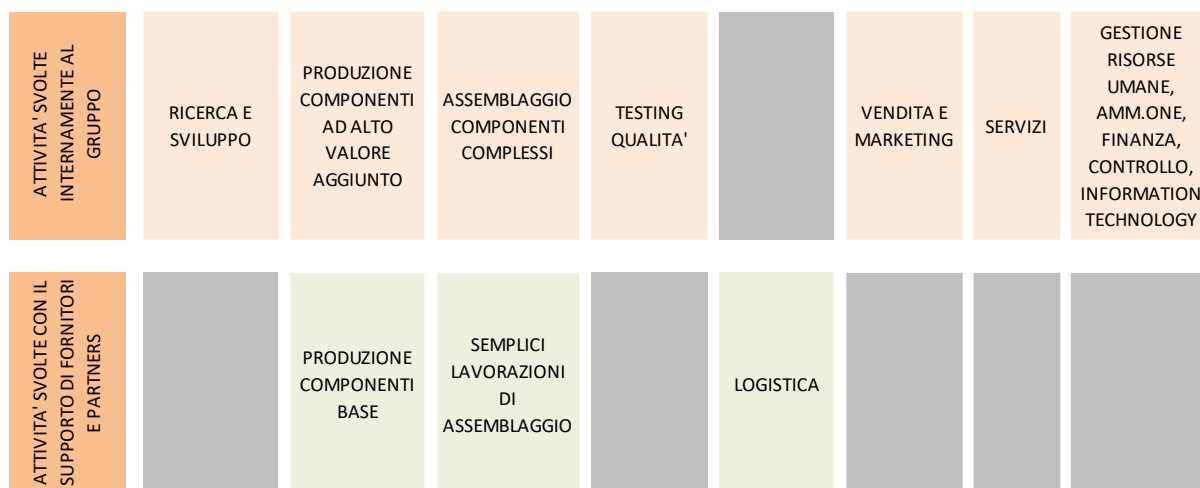 ATTIVITA' SVOLTE
INTERNAMENTE AL
GRUPPO
RICERCA E
SVILUPPO
PRODUZIONE
COMPONENTI
AD ALTO
VALORE
AGGIUNTO
ASSEMBLAGGIO
COMPONENTI
COMPLESSI
TESTING
QUALITA'
VENDITA E
MARKETING
SERVIZI
GESTIONE
RISORSE
UMANE,
AMM.ONE,
FINANZA,
CONTROLLO,
INFORMATION
TECHNOLOGY
ATTIVITA' SVOLTE CON IL
SUPPORTO DI FORNITORI
E PARTNERS
PRODUZIONE
COMPONENTI
BASE
SEMPLICI
LAVORAZIONI
DI
ASSEMBLAGGIO
LOGISTICA